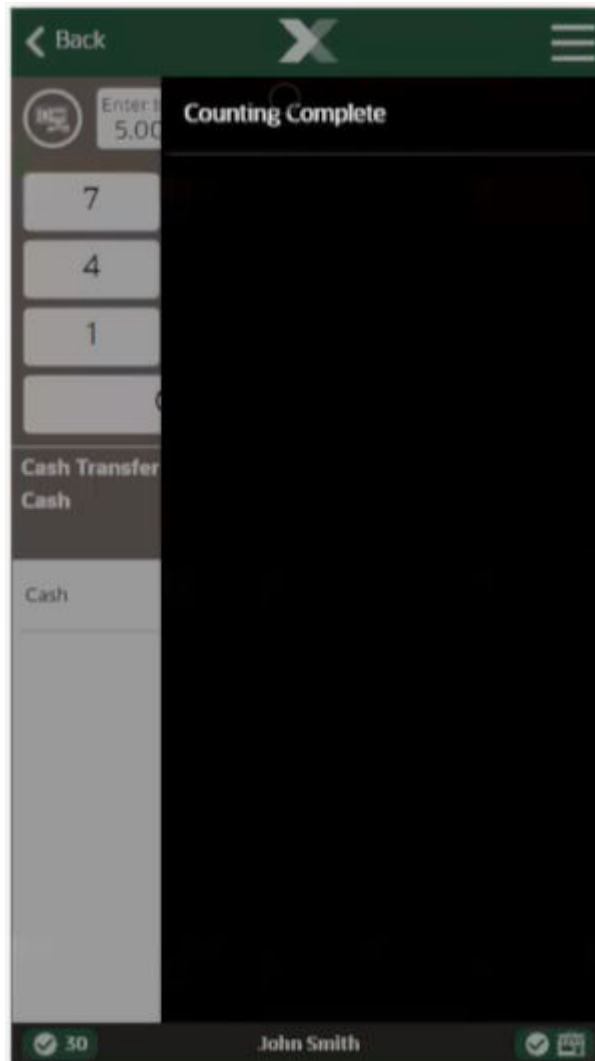 Back
Enter t
5.00
Counting Complete
7
4
1
Cash Transfer
Cash
Cash
30
John Smith